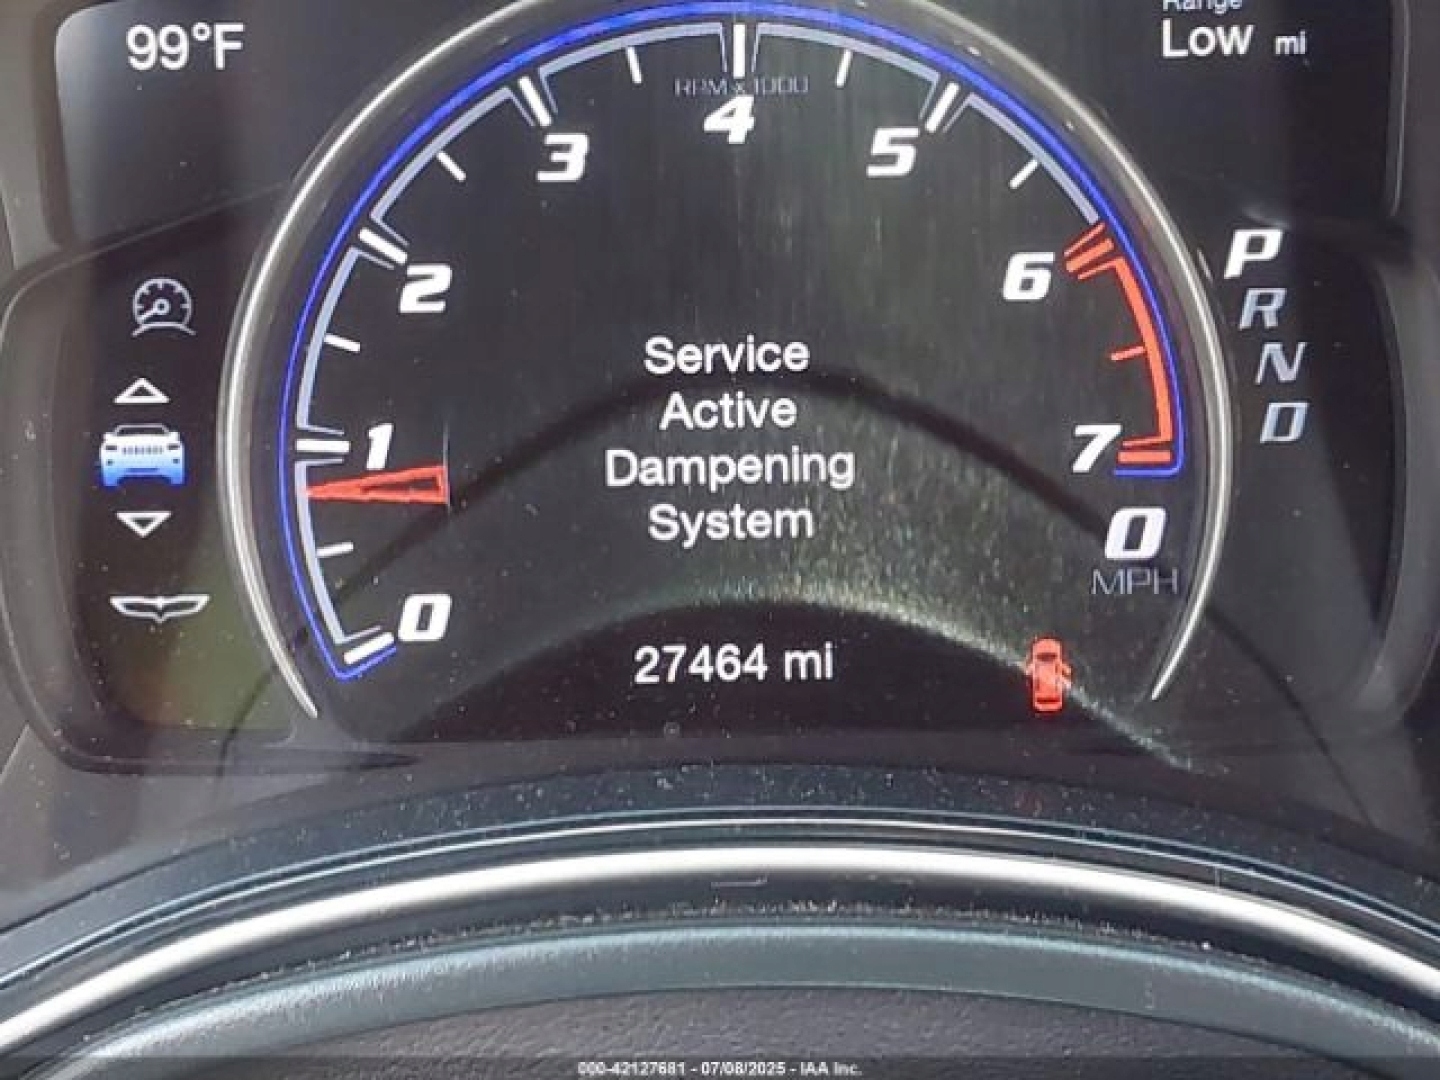 99°F
Range
Low mi
RPM x 1000
4
3
5
2
6
1
7
0
P
R
N
D
Service
Active
Dampening
System
0
MPH
27464 mi
000-42127681 - 07/08/2025 - IAA Inc.